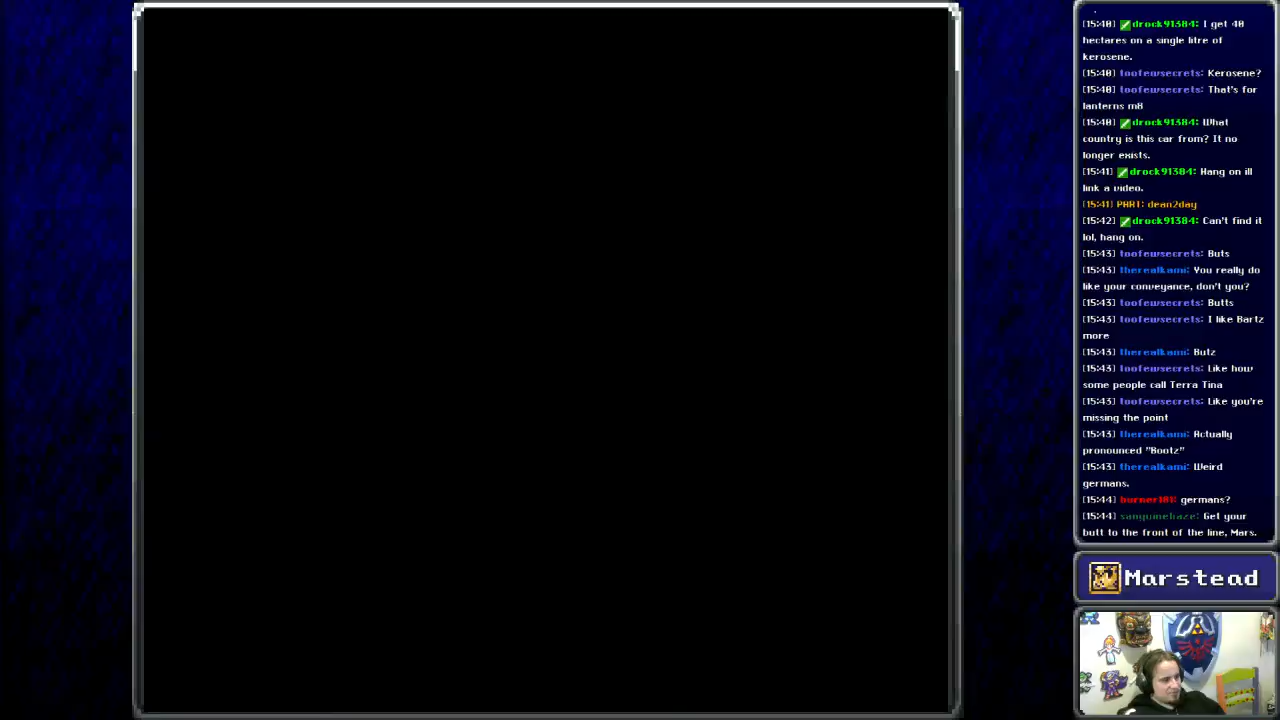 [15:40] drock91384: I get 40
hectares on a single litre of
kerosene.
[15:40] toofewsecrets: Kerosene?
[15:40] toofewsecrets: That's for
lanterns m8
[15:40] drock91384: What
country is this car from? It no
longer exists.
[15:41] drock91384: Hang on ill
link a video.
[15:41] PART: dean2day
[15:42] drock91384: Can't find it
lol, hang on.
[15:43] toofewsecrets: Buts
[15:43] therealkami: You really do
like your conveyance, don't you?
[15:43] toofewsecrets: Butts
[15:43] toofewsecrets: I like Bartz
more
[15:43] therealkami: Butz
[15:43] toofewsecrets: Like how
some people call Terra Tina
[15:43] toofewsecrets: Like you're
missing the point
[15:43] therealkami: Actually
pronounced "Bootz"
[15:43] therealkami: Weird
germans.
[15:44] germans?
[15:44] sanguinehaze: Get your
butt to the front of the line, Mars.
Marstead